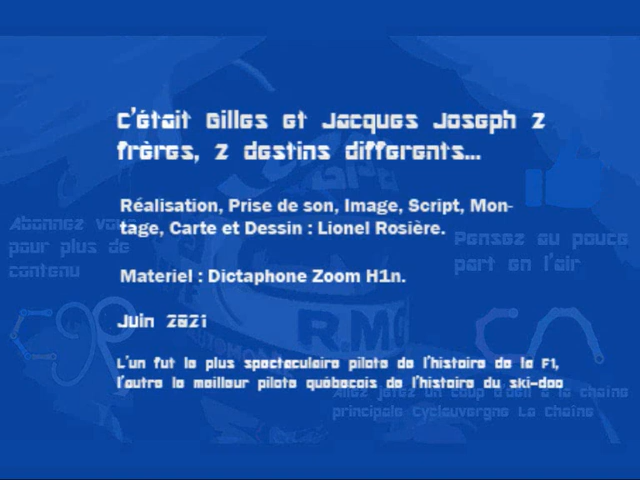 C'était Gilles et Jacques Joseph 2
frères, 2 destins differents...
Réalisation, Prise de son, Image, Script, Mon-
tage, Carte et Dessin : Lionel Rosière.
Abonnez vous
pour plus de
contenu
Pensez au pouce
part en l'air
Materiel : Dictaphone Zoom H1n.
Juin 2021
R.M
L'un fut le plus spectaculaire pilote de l'histoire de la F1,
l'autre le meilleur pilote québecois de l'histoire du ski-doo
Allez jetez un coup d'œil à la chaine
principale Cyclauvergne La Chaine